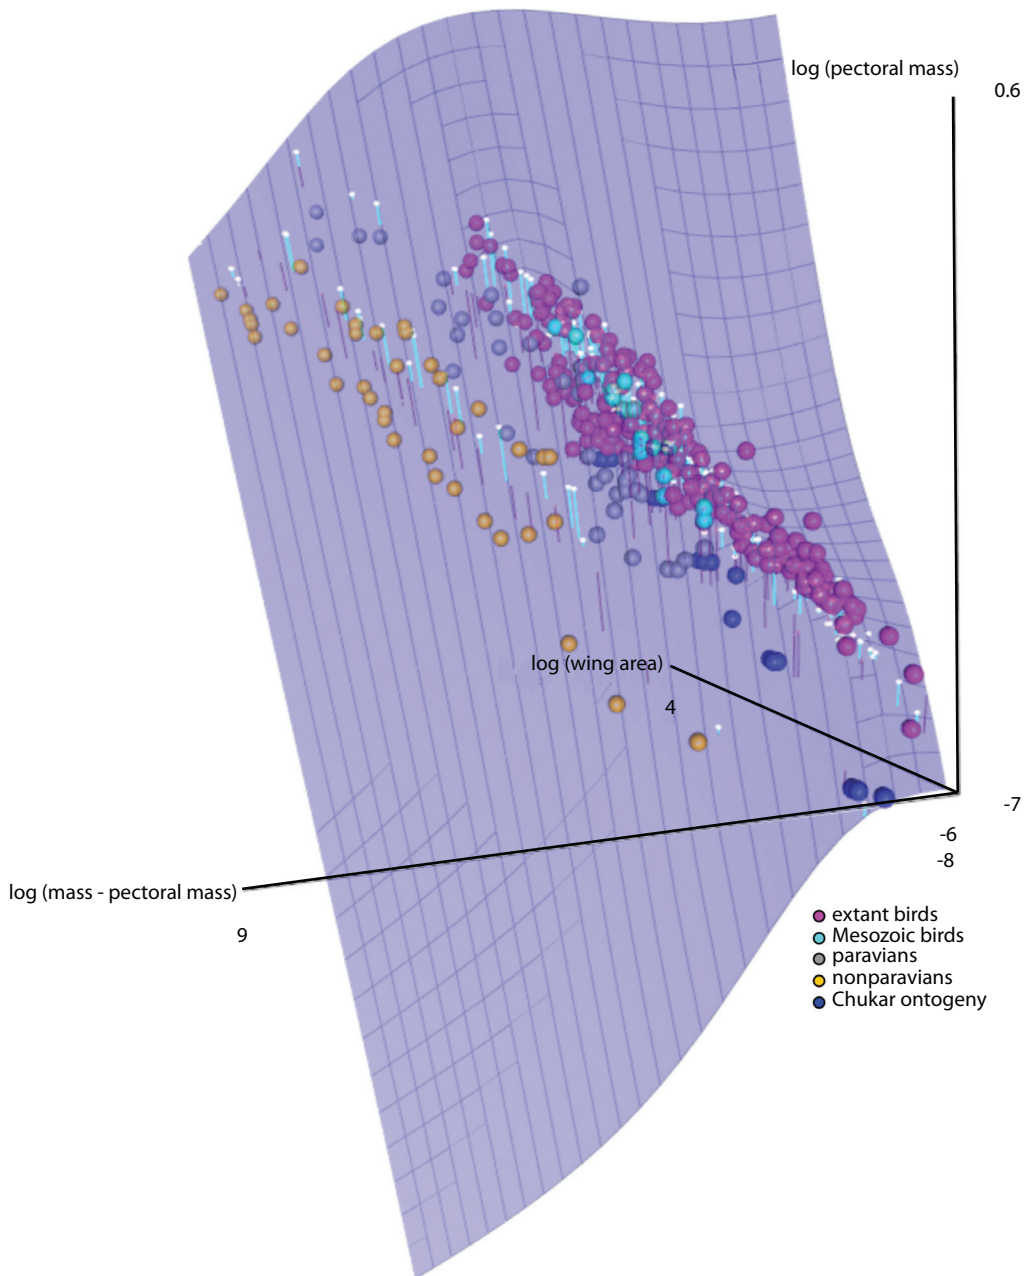 log (pectoral mass)
0.6
log (wing area)
4
-7
-6
-8
log (mass - pectoral mass)
9
extant birds
Mesozoic birds
paravians
nonparavians
Chukar ontogeny